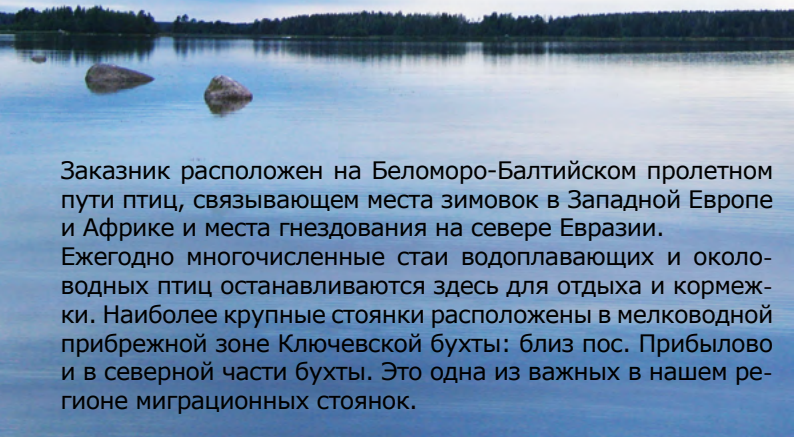 Заказник расположен на Беломоро-Балтийском пролетном
пути птиц, связывающем места зимовок в Западной Европе
и Африке и места гнездования на севере Евразии.
Ежегодно многочисленные стаи водоплавающих и около-
водных птиц останавливаются здесь для отдыха и кормеж-
ки. Наиболее крупные стоянки расположены в мелководной
прибрежной зоне Ключевской бухты: близ пос. Прибылово
и в северной части бухты. Это одна из важных в нашем ре-
гионе миграционных стоянок.